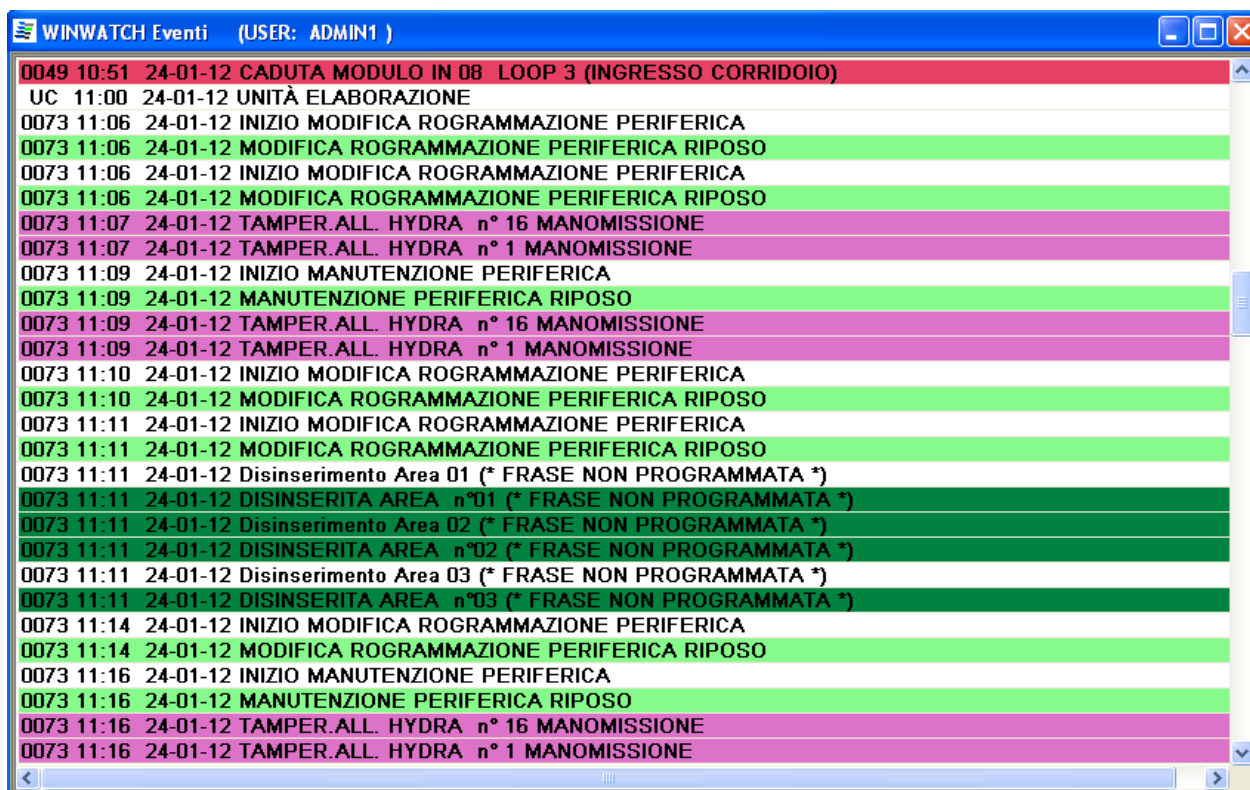 WINWATCH Eventi (USER: ADMIN1 )
0049 10:51 24-01-12 CADUTA MODULO IN 08 LOOP 3 (INGRESSO CORRIDOIO)
UC 11:00 24-01-12 UNITÀ ELABORAZIONE
0073 11:06 24-01-12 INIZIO MODIFICA ROGRAMMAZIONE PERIFERICA
0073 11:06 24-01-12 MODIFICA ROGRAMMAZIONE PERIFERICA RIPOSO
0073 11:06 24-01-12 INIZIO MODIFICA ROGRAMMAZIONE PERIFERICA
0073 11:06 24-01-12 MODIFICA ROGRAMMAZIONE PERIFERICA RIPOSO
0073 11:07 24-01-12 TAMPER.ALL. HYDRA n° 16 MANOMISSIONE
0073 11:07 24-01-12 TAMPER.ALL. HYDRA n° 1 MANOMISSIONE
0073 11:09 24-01-12 INIZIO MANUTENZIONE PERIFERICA
0073 11:09 24-01-12 MANUTENZIONE PERIFERICA RIPOSO
0073 11:09 24-01-12 TAMPER.ALL. HYDRA n° 16 MANOMISSIONE
0073 11:09 24-01-12 TAMPER.ALL. HYDRA n° 1 MANOMISSIONE
0073 11:10 24-01-12 INIZIO MODIFICA ROGRAMMAZIONE PERIFERICA
0073 11:10 24-01-12 MODIFICA ROGRAMMAZIONE PERIFERICA RIPOSO
0073 11:11 24-01-12 INIZIO MODIFICA ROGRAMMAZIONE PERIFERICA
0073 11:11 24-01-12 MODIFICA ROGRAMMAZIONE PERIFERICA RIPOSO
0073 11:11 24-01-12 Disinserimento Area 01 (* FRASE NON PROGRAMMATA *)
0073 11:11 24-01-12 DISINSERITA AREA n°01 (* FRASE NON PROGRAMMATA *)
0073 11:11 24-01-12 Disinserimento Area 02 (* FRASE NON PROGRAMMATA *)
0073 11:11 24-01-12 DISINSERITA AREA n°02 (* FRASE NON PROGRAMMATA *)
0073 11:11 24-01-12 Disinserimento Area 03 (* FRASE NON PROGRAMMATA *)
0073 11:11 24-01-12 DISINSERITA AREA n°03 (* FRASE NON PROGRAMMATA *)
0073 11:14 24-01-12 INIZIO MODIFICA ROGRAMMAZIONE PERIFERICA
0073 11:14 24-01-12 MODIFICA ROGRAMMAZIONE PERIFERICA RIPOSO
0073 11:16 24-01-12 INIZIO MANUTENZIONE PERIFERICA
0073 11:16 24-01-12 MANUTENZIONE PERIFERICA RIPOSO
0073 11:16 24-01-12 TAMPER.ALL. HYDRA n° 16 MANOMISSIONE
0073 11:16 24-01-12 TAMPER.ALL. HYDRA n° 1 MANOMISSIONE